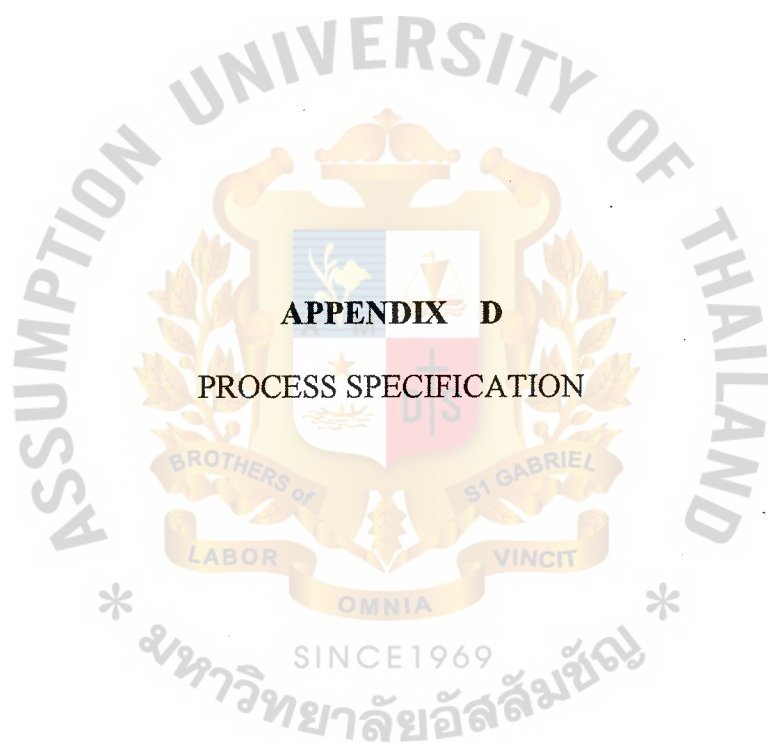 ASSUMPTION UNIVERSITY OF THAILAND
A M
APPENDIX D
PROCESS SPECIFICATION
D S
BROTHERS of ST GABRIEL
LABOR OMNIA VINCIT
* SINCE1969 *
มหาวิทยาลัยอัสสัมชัญ